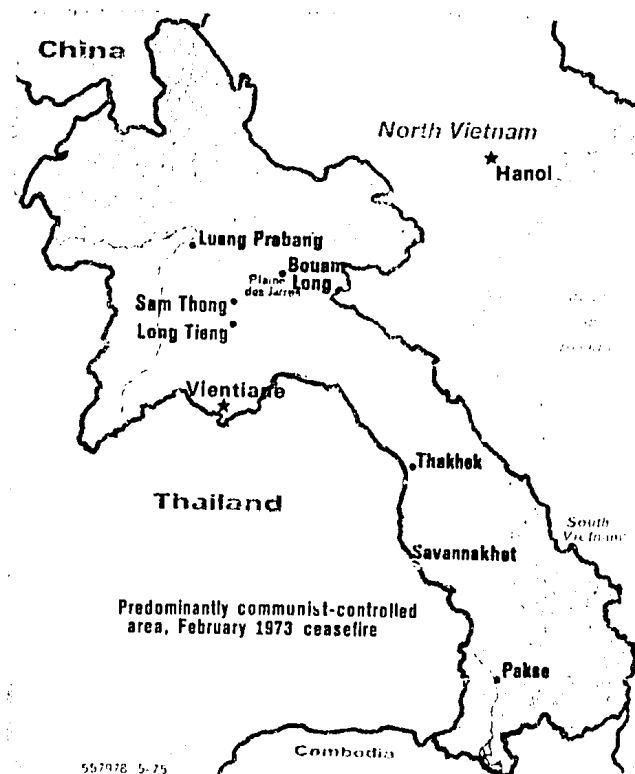 China
North Vietnam
Hanoi
Luang Prabang
Bouam
Long
Plaine
des Jarres
Sam Thong
Long Tieng
Vientiane
Thakhek
Thailand
South
Vietnam
Savannakhet
Predominantly communist-controlled
area, February 1973 ceasefire
Pakse
Cambodia
557978 5-75